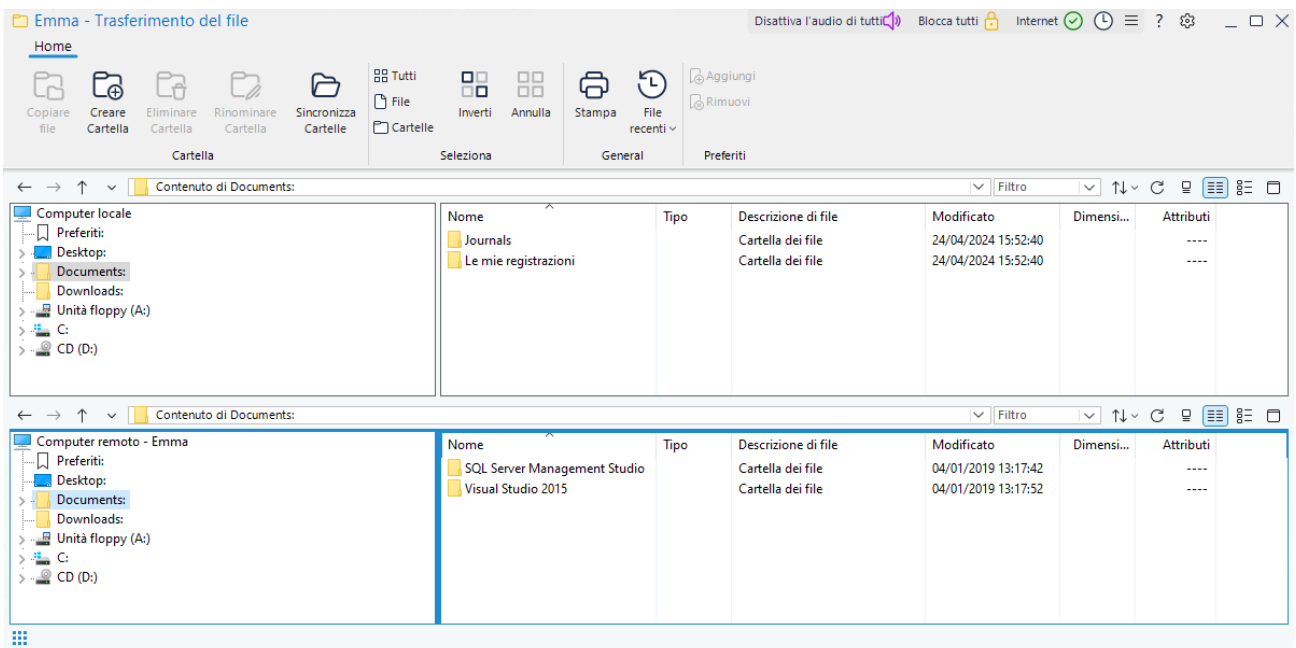 Emma - Trasferimento del file
Disattiva l'audio di tutti
Blocca tutti
Internet
Home
Copiare file
Creare Cartella
Eliminare Cartella
Rinominare Cartella
Sincronizza Cartelle
Cartella
Tutti
File
Cartelle
Inverti
Annulla
Seleziona
Stampa
File recenti
General
Aggiungi
Rimuovi
Preferiti
Contenuto di Documents:
Filtro
Computer locale
Preferiti:
Desktop:
Documents:
Downloads:
Unità floppy (A:)
C:
CD (D:)
Nome Tipo Descrizione di file Modificato Dimensi... Attributi
Journals Cartella dei file 24/04/2024 15:52:40 ----
Le mie registrazioni Cartella dei file 24/04/2024 15:52:40 ----
Contenuto di Documents:
Filtro
Computer remoto - Emma
Preferiti:
Desktop:
Documents:
Downloads:
Unità floppy (A:)
C:
CD (D:)
Nome Tipo Descrizione di file Modificato Dimensi... Attributi
SQL Server Management Studio Cartella dei file 04/01/2019 13:17:42 ----
Visual Studio 2015 Cartella dei file 04/01/2019 13:17:52 ----